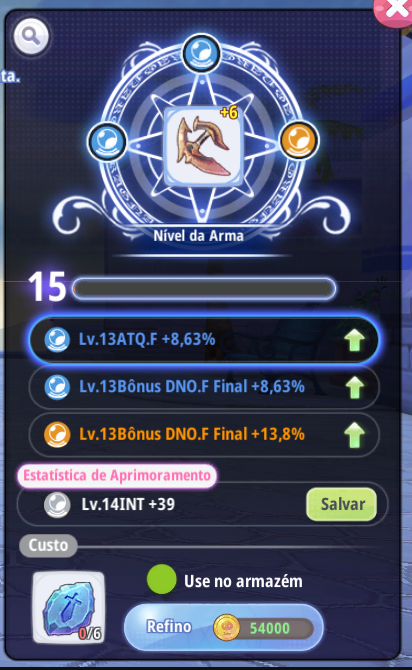 ta.
+6
Nível da Arma
15
Lv.13ATQ.F +8,63%
Lv.13Bônus DNO.F Final +8,63%
Lv.13Bônus DNO.F Final +13,8%
Estatística de Aprimoramento
Lv.14INT +39
Salvar
Custo
Use no armazém
0/6
Refino
54000